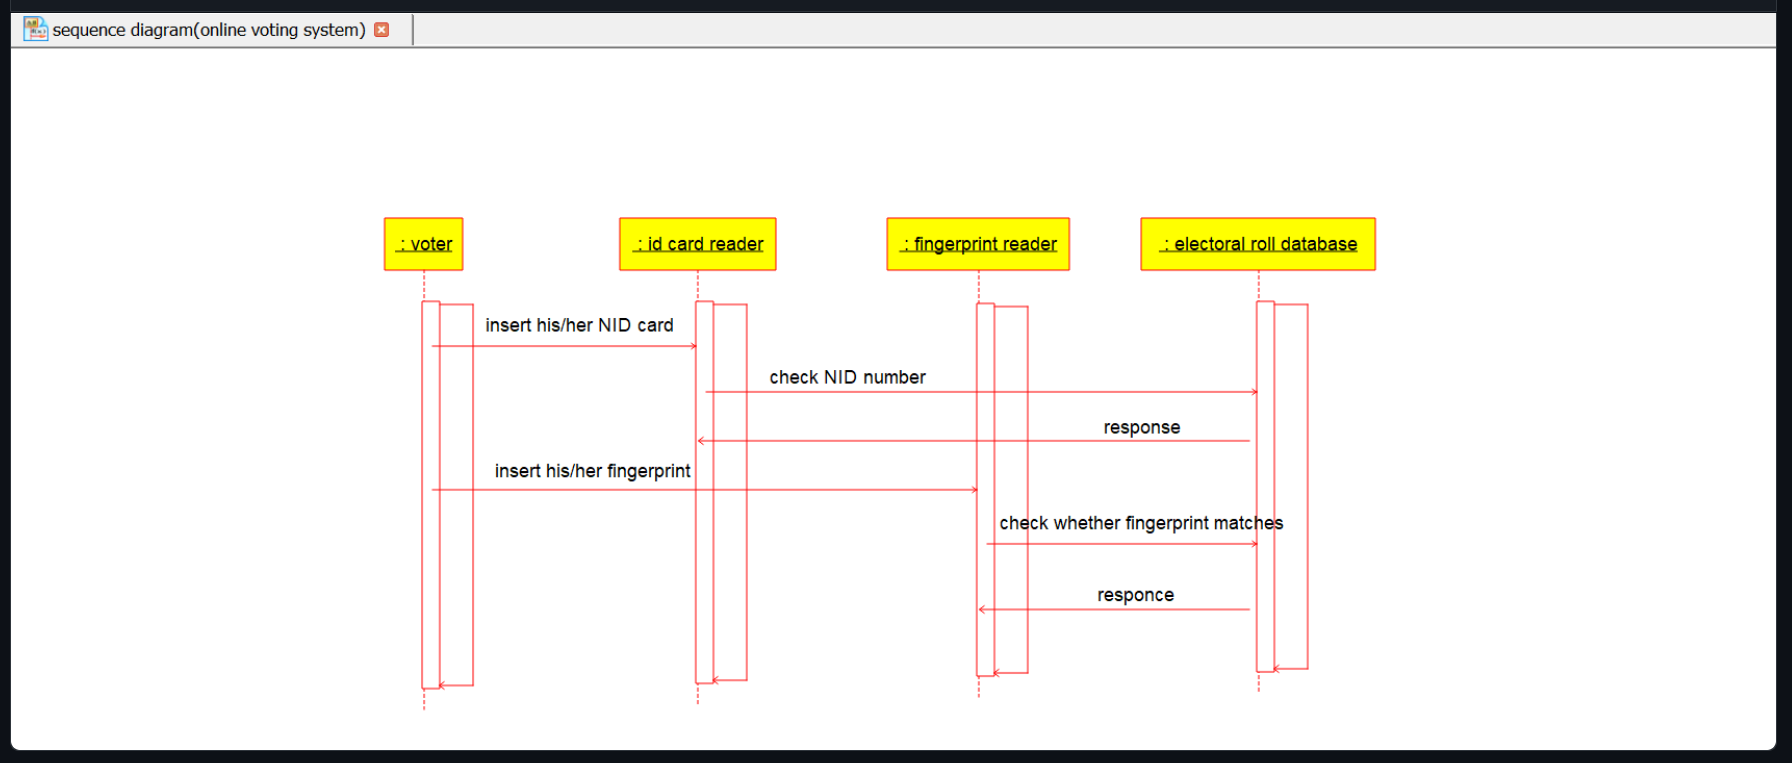 sequence diagram(online voting system)
: voter
: id card reader
: fingerprint reader
: electoral roll database
insert his/her NID card
check NID number
response
insert his/her fingerprint
check whether fingerprint matches
responce